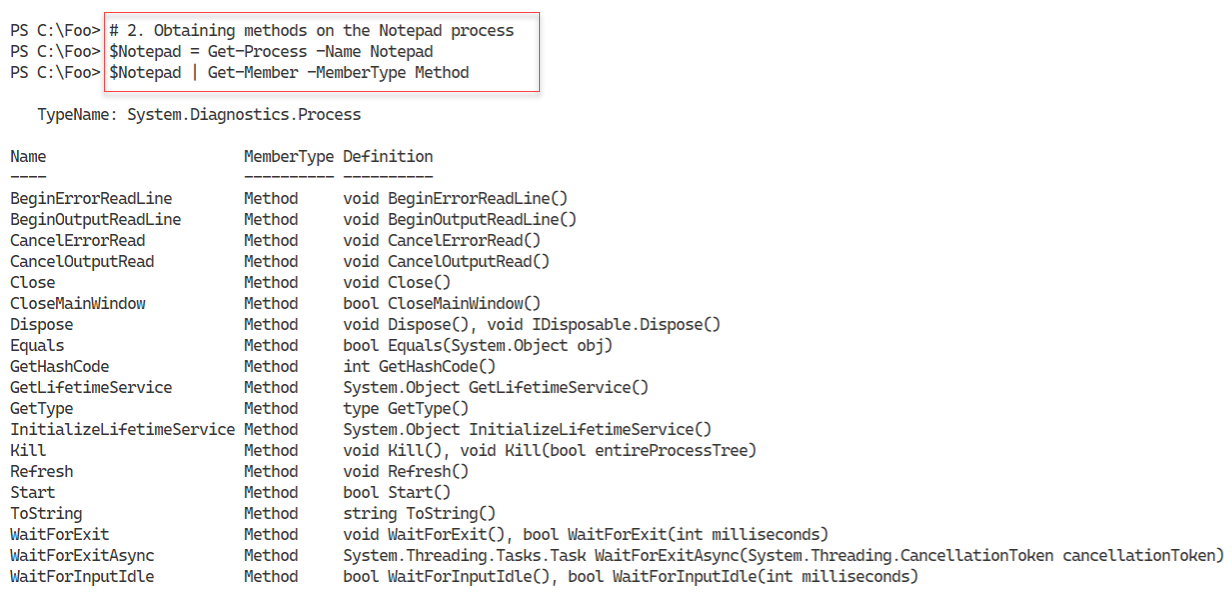 PS C:\Foo> # 2. Obtaining methods on the Notepad process
PS C:\Foo> $Notepad = Get-Process -Name Notepad
PS C:\Foo> $Notepad | Get-Member -MemberType Method
TypeName: System.Diagnostics.Process
Name MemberType Definition
---- ---------- ----------
BeginErrorReadLine Method void BeginErrorReadLine()
BeginOutputReadLine Method void BeginOutputReadLine()
CancelErrorRead Method void CancelErrorRead()
CancelOutputRead Method void CancelOutputRead()
Close Method void Close()
CloseMainWindow Method bool CloseMainWindow()
Dispose Method void Dispose(), void IDisposable.Dispose()
Equals Method bool Equals(System.Object obj)
GetHashCode Method int GetHashCode()
GetLifetimeService Method System.Object GetLifetimeService()
GetType Method type GetType()
InitializeLifetimeService Method System.Object InitializeLifetimeService()
Kill Method void Kill(), void Kill(bool entireProcessTree)
Refresh Method void Refresh()
Start Method bool Start()
ToString Method string ToString()
WaitForExit Method void WaitForExit(), bool WaitForExit(int milliseconds)
WaitForExitAsync Method System.Threading.Tasks.Task WaitForExitAsync(System.Threading.CancellationToken cancellationToken)
WaitForInputIdle Method bool WaitForInputIdle(), bool WaitForInputIdle(int milliseconds)